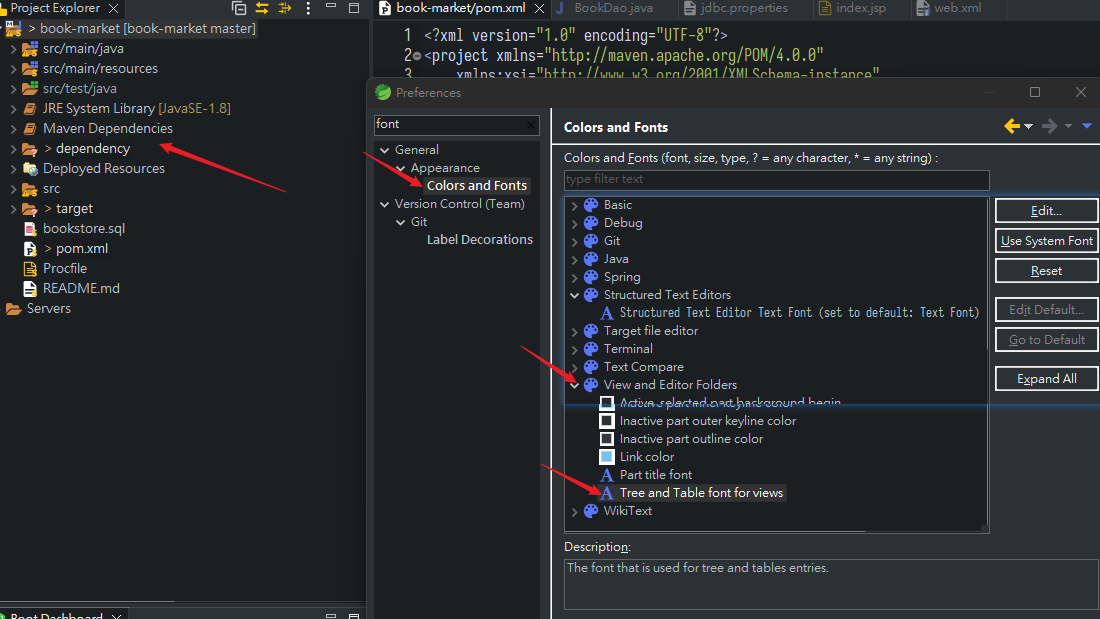 Project Explorer
> book-market [book-market master]
src/main/java
src/main/resources
src/test/java
JRE System Library [JavaSE-1.8]
Maven Dependencies
> dependency
Deployed Resources
src
> target
bookstore.sql
> pom.xml
Procfile
README.md
Servers
Boot Dashboard
book-market/pom.xml
BookDao.java
jdbc.properties
index.jsp
web.xml
1 <?xml version="1.0" encoding="UTF-8"?>
2 <project xmlns="http://maven.apache.org/POM/4.0.0"
3 xmlns:xsi="http://www.w3.org/2001/XMLSchema-instance"
Preferences
font
General
Appearance
Colors and Fonts
Version Control (Team)
Git
Label Decorations
Colors and Fonts
Colors and Fonts (font, size, type, ? = any character, * = any string) :
type filter text
Basic
Debug
Git
Java
Spring
Structured Text Editors
Structured Text Editor Text Font (set to default: Text Font)
Target file editor
Terminal
Text Compare
View and Editor Folders
Active selected part background begin
Inactive part outer keyline color
Inactive part outline color
Link color
Part title font
Tree and Table font for views
WikiText
Edit...
Use System Font
Reset
Edit Default...
Go to Default
Expand All
Description:
The font that is used for tree and tables entries.